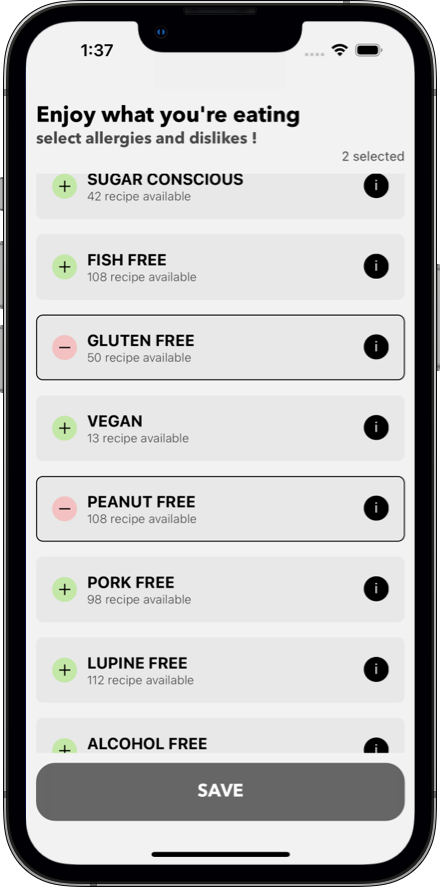 1:37
Enjoy what you're eating
select allergies and dislikes !
2 selected
SUGAR CONSCIOUS
42 recipe available
i
FISH FREE
108 recipe available
i
GLUTEN FREE
50 recipe available
i
VEGAN
13 recipe available
i
PEANUT FREE
108 recipe available
i
PORK FREE
98 recipe available
i
LUPINE FREE
112 recipe available
i
ALCOHOL FREE
i
SAVE